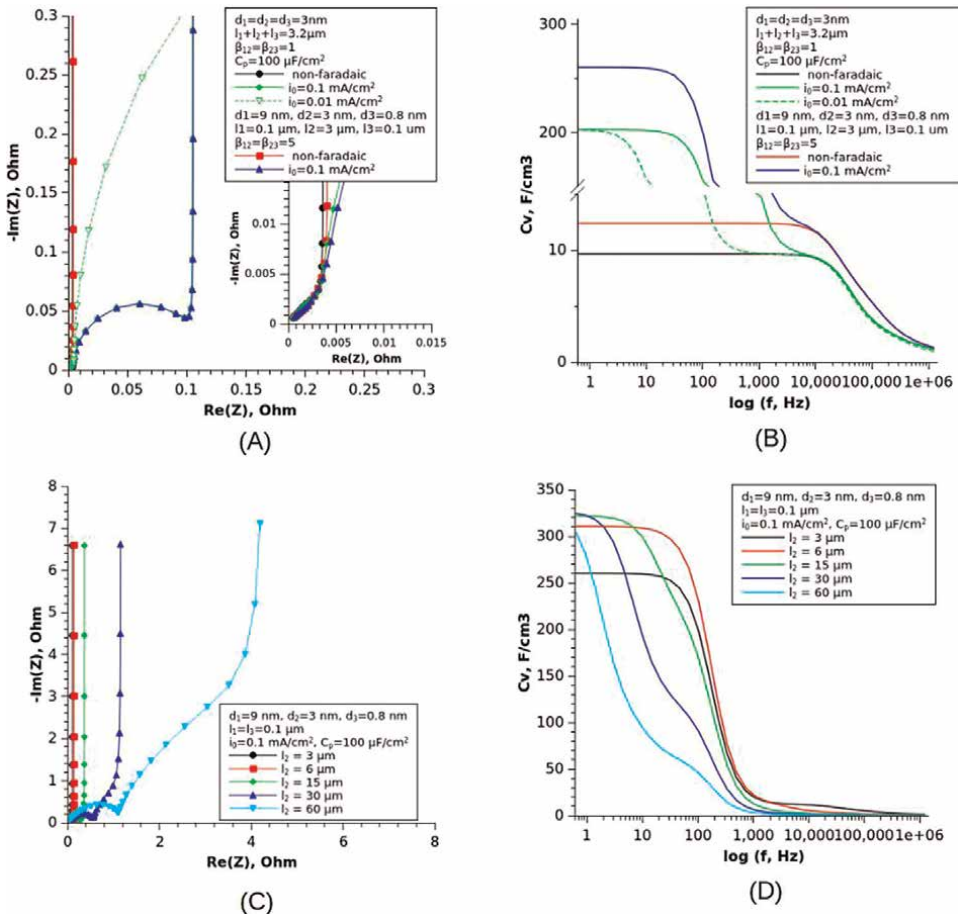 0.3
0.25
0.2
0.15
0.1
0.05
0
-Im(Z), Ohm
d₁=d₂=d₃=3nm
l₁+l₂+l₃=3.2µm
β₁₂=β₂₃=1
Cₚ=100 µF/cm²
non-faradaic
i₀=0.1 mA/cm²
i₀=0.01 mA/cm²
d1=9 nm, d2=3 nm, d3=0.8 nm
l1=0.1 µm, l2=3 µm, l3=0.1 um
β₁₂=β₂₃=5
non-faradaic
i₀=0.1 mA/cm²
-Im(Z), Ohm
0.01
0.005
0
0 0.005 0.01 0.015
Re(Z), Ohm
0 0.05 0.1 0.15 0.2 0.25 0.3
Re(Z), Ohm
(A)
300
200
10
0
Cv, F/cm3
d₁=d₂=d₃=3nm
l₁+l₂+l₃=3.2µm
β₁₂=β₂₃=1
Cₚ=100 µF/cm²
non-faradaic
i₀=0.1 mA/cm²
i₀=0.01 mA/cm²
d1=9 nm, d2=3 nm, d3=0.8 nm
l1=0.1 µm, l2=3 µm, l3=0.1 um
β₁₂=β₂₃=5
non-faradaic
i₀=0.1 mA/cm²
1 10 100 1,000 10,000 100,000 1e+06
log (f, Hz)
(B)
8
7
6
5
4
3
2
1
0
-Im(Z), Ohm
d₁=9 nm, d₂=3 nm, d₃=0.8 nm
l₁=l₃=0.1 µm
i₀=0.1 mA/cm², Cₚ=100 µF/cm²
l₂ = 3 µm
l₂ = 6 µm
l₂ = 15 µm
l₂ = 30 µm
l₂ = 60 µm
0 2 4 6 8
Re(Z), Ohm
(C)
350
300
250
200
150
100
50
0
Cv, F/cm3
d₁=9 nm, d₂=3 nm, d₃=0.8 nm
l₁=l₃=0.1 µm
i₀=0.1 mA/cm², Cₚ=100 µF/cm²
l₂ = 3 µm
l₂ = 6 µm
l₂ = 15 µm
l₂ = 30 µm
l₂ = 60 µm
1 10 100 1,000 10,000 100,000 1e+06
log (f, Hz)
(D)